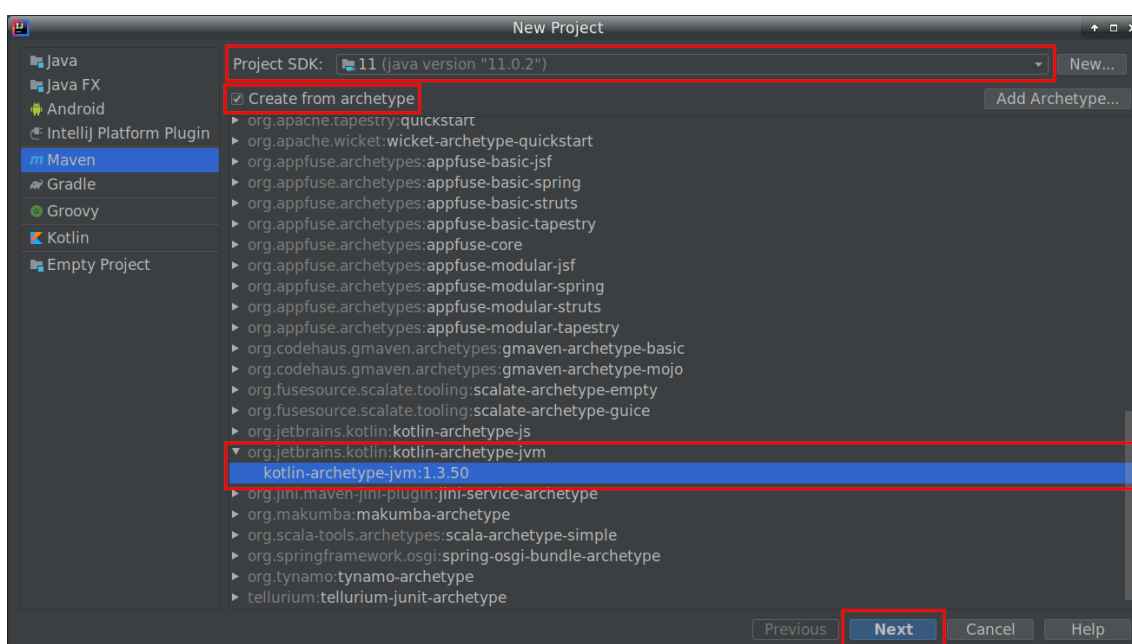 New Project
Java
Java FX
Android
IntelliJ Platform Plugin
Maven
Gradle
Groovy
Kotlin
Empty Project
Project SDK: 11 (java version "11.0.2") New...
Create from archetype Add Archetype...
org.apache.tapestry:quickstart
org.apache.wicket:wicket-archetype-quickstart
org.appfuse.archetypes:appfuse-basic-jsf
org.appfuse.archetypes:appfuse-basic-spring
org.appfuse.archetypes:appfuse-basic-struts
org.appfuse.archetypes:appfuse-basic-tapestry
org.appfuse.archetypes:appfuse-core
org.appfuse.archetypes:appfuse-modular-jsf
org.appfuse.archetypes:appfuse-modular-spring
org.appfuse.archetypes:appfuse-modular-struts
org.appfuse.archetypes:appfuse-modular-tapestry
org.codehaus.gmaven.archetypes:gmaven-archetype-basic
org.codehaus.gmaven.archetypes:gmaven-archetype-mojo
org.fusesource.scalate.tooling:scalate-archetype-empty
org.fusesource.scalate.tooling:scalate-archetype-guice
org.jetbrains.kotlin:kotlin-archetype-js
org.jetbrains.kotlin:kotlin-archetype-jvm
kotlin-archetype-jvm:1.3.50
org.jini.maven-jini-plugin:jini-service-archetype
org.makumba:makumba-archetype
org.scala-tools.archetypes:scala-archetype-simple
org.springframework.osgi:spring-osgi-bundle-archetype
org.tynamo:tynamo-archetype
tellurium:tellurium-junit-archetype
Previous Next Cancel Help